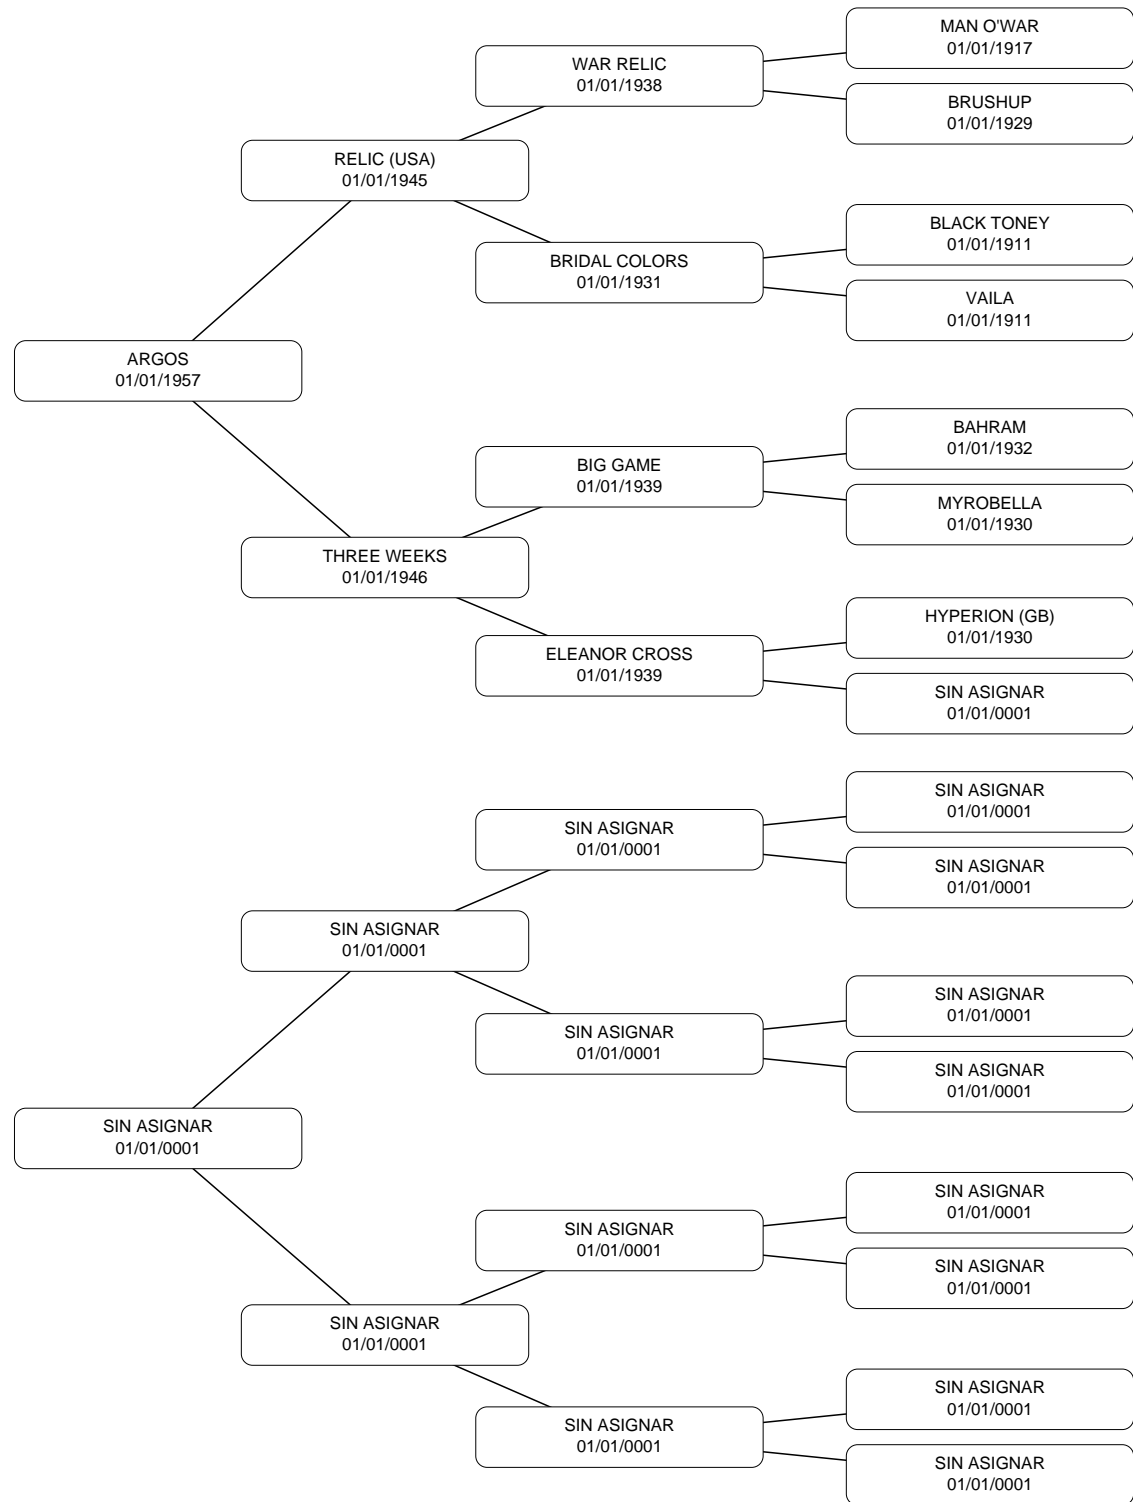 MAN O'WAR
01/01/1917
WAR RELIC
01/01/1938
BRUSHUP
01/01/1929
RELIC (USA)
01/01/1945
BLACK TONEY
01/01/1911
BRIDAL COLORS
01/01/1931
VAILA
01/01/1911
ARGOS
01/01/1957
BAHRAM
01/01/1932
BIG GAME
01/01/1939
MYROBELLA
01/01/1930
THREE WEEKS
01/01/1946
HYPERION (GB)
01/01/1930
ELEANOR CROSS
01/01/1939
SIN ASIGNAR
01/01/0001
SIN ASIGNAR
01/01/0001
SIN ASIGNAR
01/01/0001
SIN ASIGNAR
01/01/0001
SIN ASIGNAR
01/01/0001
SIN ASIGNAR
01/01/0001
SIN ASIGNAR
01/01/0001
SIN ASIGNAR
01/01/0001
SIN ASIGNAR
01/01/0001
SIN ASIGNAR
01/01/0001
SIN ASIGNAR
01/01/0001
SIN ASIGNAR
01/01/0001
SIN ASIGNAR
01/01/0001
SIN ASIGNAR
01/01/0001
SIN ASIGNAR
01/01/0001
SIN ASIGNAR
01/01/0001